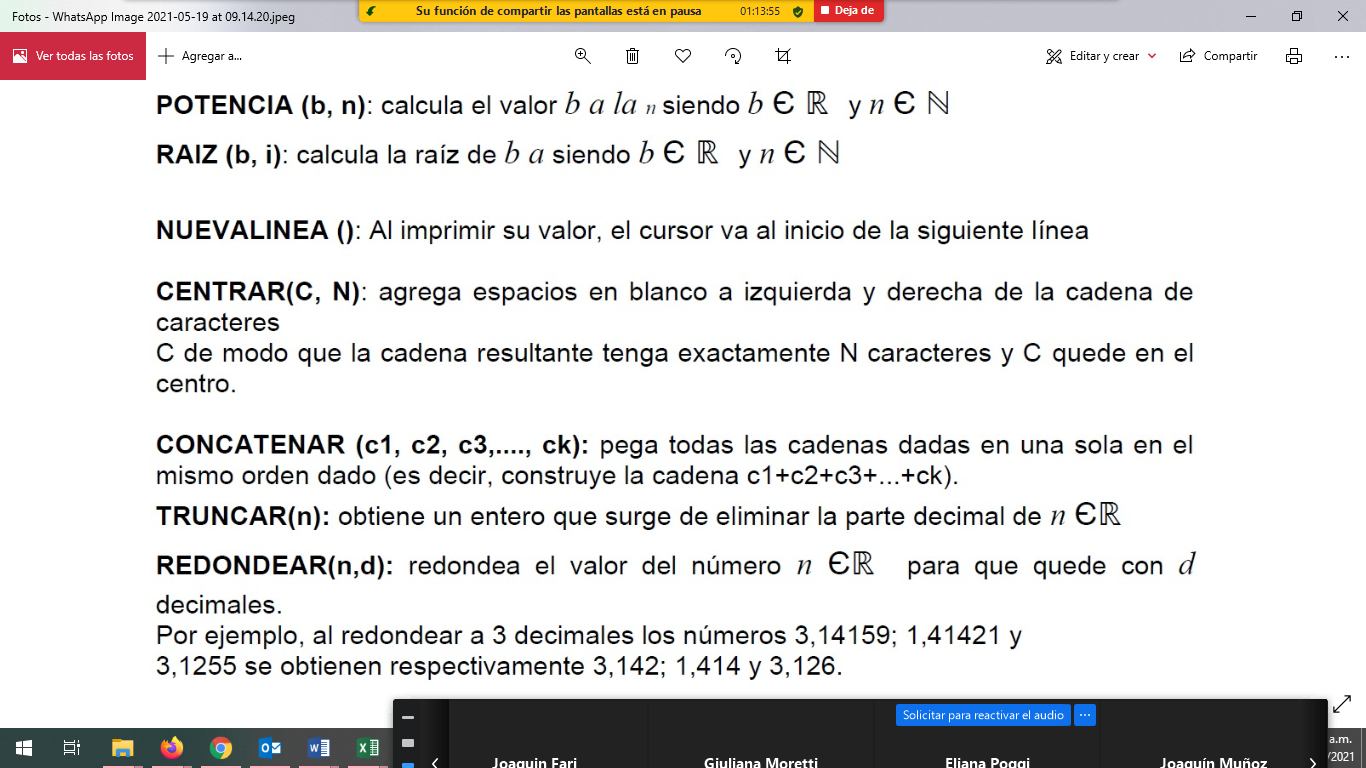 Fotos - WhatsApp Image 2021-05-19 at 09.14.20.jpeg
Su función de compartir las pantallas está en pausa 01:13:55 Deja de
Ver todas las fotos Agregar a... Editar y crear Compartir
POTENCIA (b, n): calcula el valor b a la n siendo b Є ℝ y n Є ℕ
RAIZ (b, i): calcula la raíz de b a siendo b Є ℝ y n Є ℕ
NUEVALINEA (): Al imprimir su valor, el cursor va al inicio de la siguiente línea
CENTRAR(C, N): agrega espacios en blanco a izquierda y derecha de la cadena de
caracteres
C de modo que la cadena resultante tenga exactamente N caracteres y C quede en el
centro.
CONCATENAR (c1, c2, c3,...., ck): pega todas las cadenas dadas en una sola en el
mismo orden dado (es decir, construye la cadena c1+c2+c3+...+ck).
TRUNCAR(n): obtiene un entero que surge de eliminar la parte decimal de n Єℝ
REDONDEAR(n,d): redondea el valor del número n Єℝ para que quede con d
decimales.
Por ejemplo, al redondear a 3 decimales los números 3,14159; 1,41421 y
3,1255 se obtienen respectivamente 3,142; 1,414 y 3,126.
Solicitar para reactivar el audio
Joaquin Fari Giuliana Moretti Eliana Poggi Joaquín Muñoz
a.m.
/2021